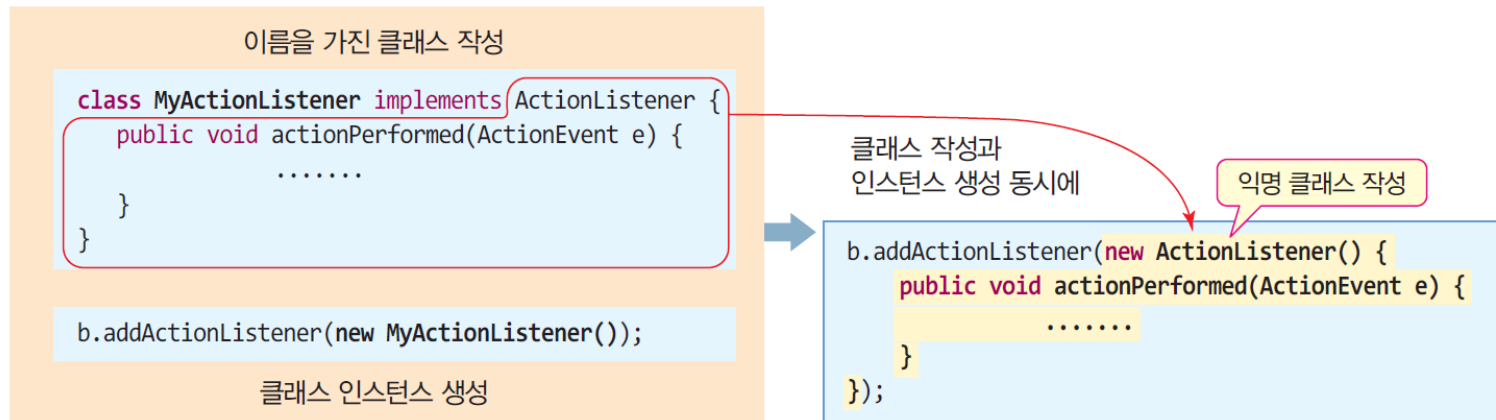 이름을 가진 클래스 작성
class MyActionListener implements ActionListener {
public void actionPerformed(ActionEvent e) {
.......
}
}
b.addActionListener(new MyActionListener());
클래스 인스턴스 생성
클래스 작성과
인스턴스 생성 동시에
익명 클래스 작성
b.addActionListener(new ActionListener() {
public void actionPerformed(ActionEvent e) {
.......
}
});